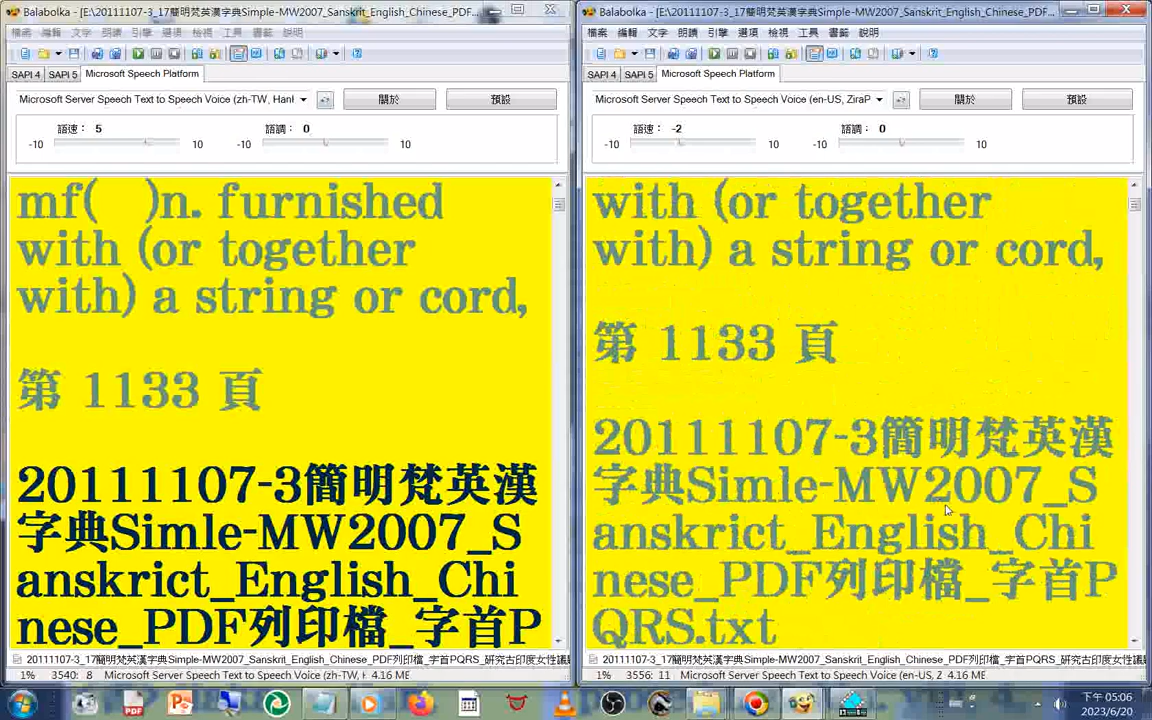 Balabolka - [E:\20111107-3_17簡明梵英漢字典Simple-MW2007_Sanskrit_English_Chinese_PDF...
檔案 編輯 文字 朗讀 引擎 選項 檢視 工具 書籤 說明
SAPI 4 SAPI 5 Microsoft Speech Platform
Microsoft Server Speech Text to Speech Voice (zh-TW, Hanl
關於 預設
語速： 5 語調： 0
-10 10 -10 10
mf( )n. furnished
with (or together
with) a string or cord,
第 1133 頁
20111107-3簡明梵英漢
字典Simle-MW2007_S
anskrict_English_Chi
nese_PDF列印檔_字首P
20111107-3_17簡明梵英漢字典Simple-MW2007_Sanskrit_English_Chinese_PDF列印檔_字首PQRS_研究古印度女性議
1% 3540: 8 Microsoft Server Speech Text to Speech Voice (zh-TW, H 4.16 ME
Balabolka - [E:\20111107-3_17簡明梵英漢字典Simple-MW2007_Sanskrit_English_Chinese_PDF...
檔案 編輯 文字 朗讀 引擎 選項 檢視 工具 書籤 說明
SAPI 4 SAPI 5 Microsoft Speech Platform
Microsoft Server Speech Text to Speech Voice (en-US, ZiraP
關於 預設
語速： -2 語調： 0
-10 10 -10 10
with (or together
with) a string or cord,
第 1133 頁
20111107-3簡明梵英漢
字典Simle-MW2007_S
anskrict_English_Chi
nese_PDF列印檔_字首P
QRS.txt
20111107-3_17簡明梵英漢字典Simple-MW2007_Sanskrit_English_Chinese_PDF列印檔_字首PQRS_研究古印度女性議
1% 3556: 11 Microsoft Server Speech Text to Speech Voice (en-US, Z 4.16 ME
下午 05:06
2023/6/20